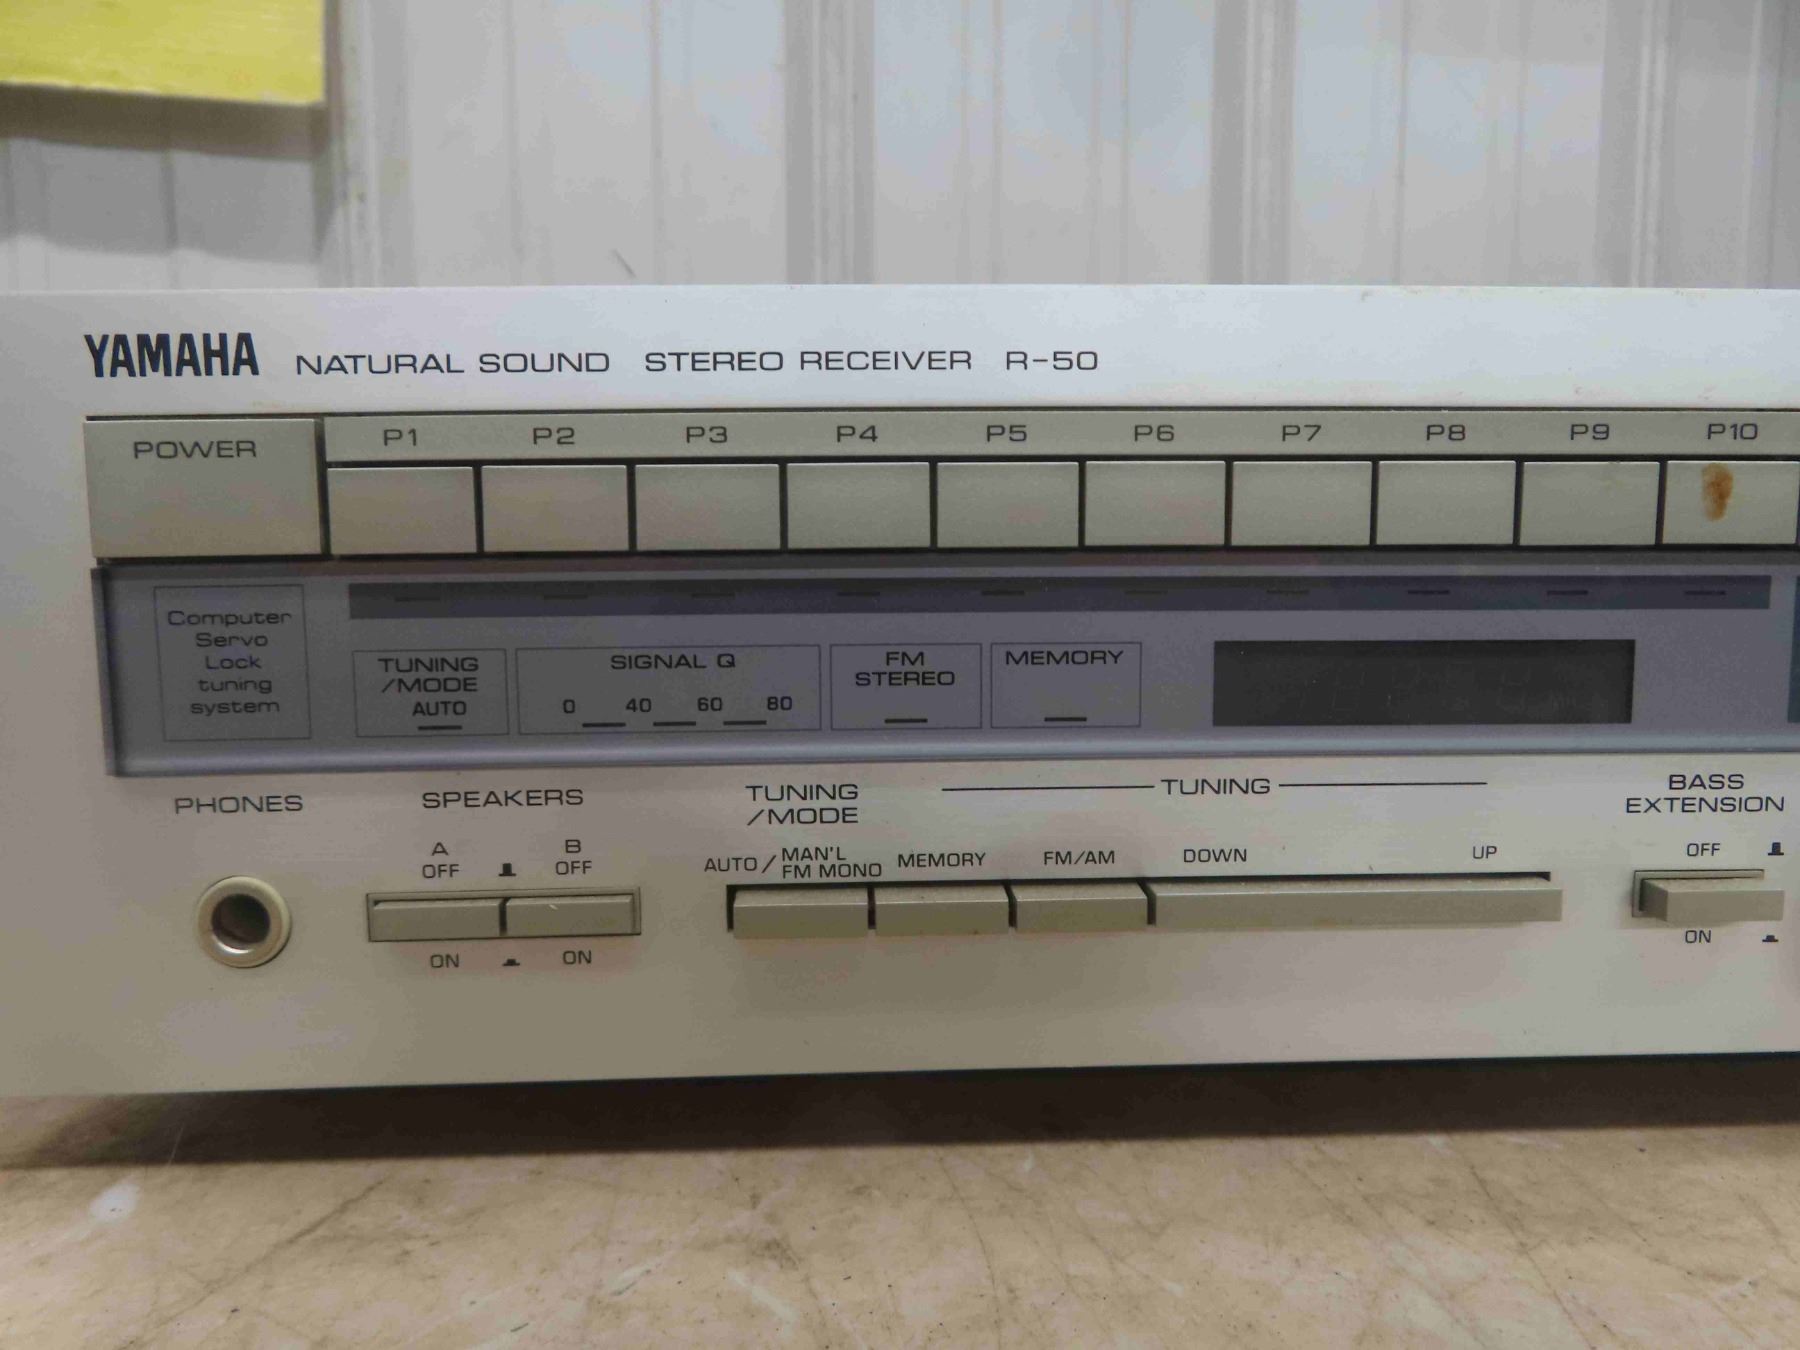 YAMAHA NATURAL SOUND STEREO RECEIVER R-50
POWER P1 P2 P3 P4 P5 P6 P7 P8 P9 P10
Computer
Servo
Lock
tuning
system
TUNING
/MODE
AUTO
SIGNAL Q
0 40 60 80
FM
STEREO
MEMORY
PHONES
SPEAKERS
A B
OFF OFF
ON ON
TUNING
/MODE
AUTO / MAN'L
FM MONO
MEMORY
FM/AM
TUNING
DOWN UP
BASS
EXTENSION
OFF
ON